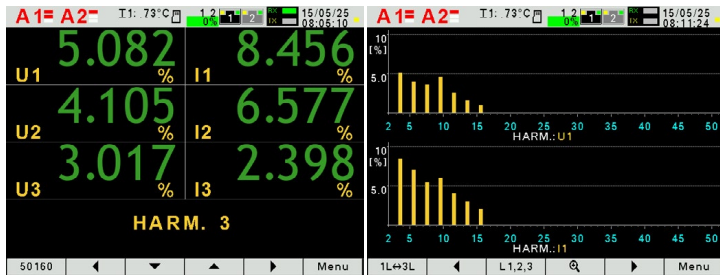 A1 A2 T1: 73°C 1 2 0% 1 2 RX TX 15/05/25 08:05:10
5.082 % 8.456 %
U1 I1
4.105 % 6.577 %
U2 I2
3.017 % 2.398 %
U3 I3
HARM. 3
50160 Menu
A1 A2 T1: 73°C 1 2 0% 1 2 RX TX 15/05/25 08:11:24
10
[%]
5.0
2 5 10 15 20 25 30 35 40 45 50
HARM.:U1
10
[%]
5.0
2 5 10 15 20 25 30 35 40 45 50
HARM.:I1
1L↔3L L1,2,3 Menu